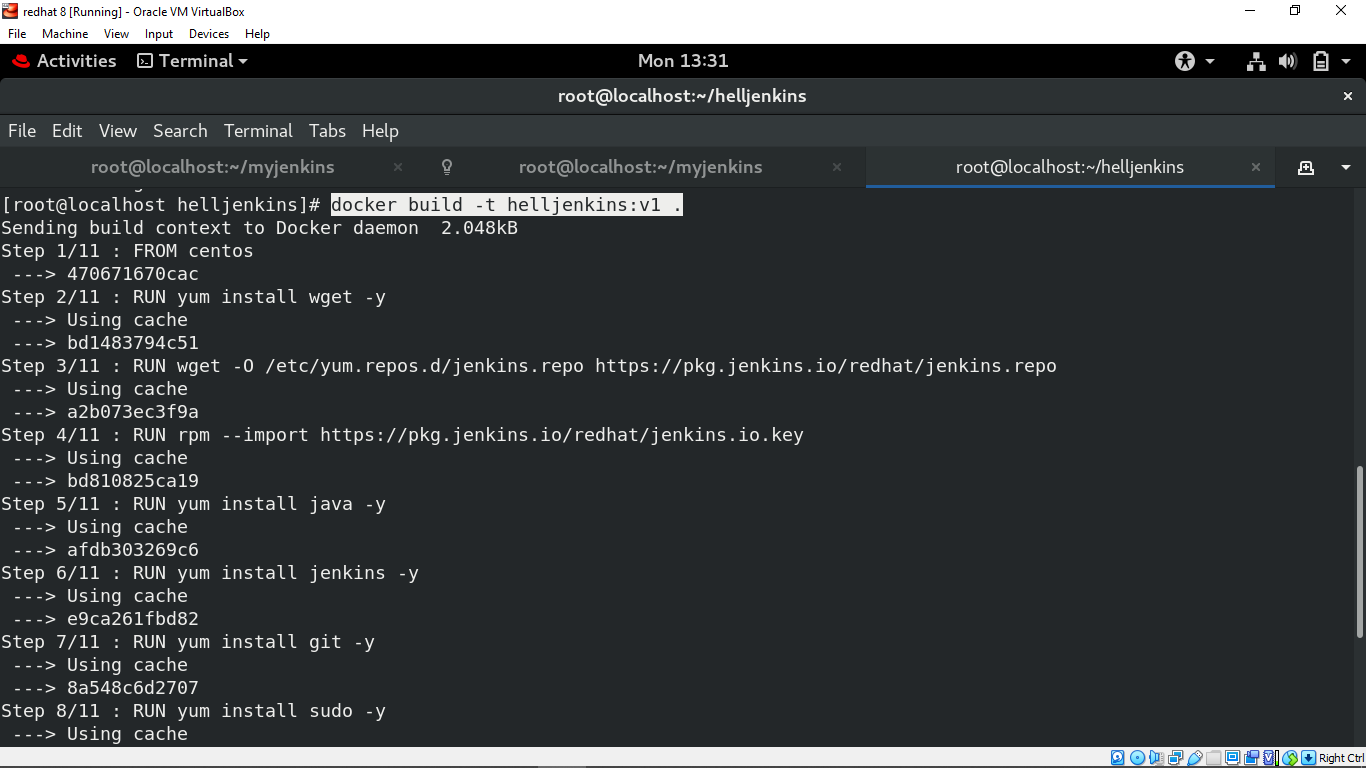 redhat 8 [Running] - Oracle VM VirtualBox
File Machine View Input Devices Help
Activities Terminal Mon 13:31
root@localhost:~/helljenkins
File Edit View Search Terminal Tabs Help
root@localhost:~/myjenkins root@localhost:~/myjenkins root@localhost:~/helljenkins
[root@localhost helljenkins]# docker build -t helljenkins:v1 .
Sending build context to Docker daemon  2.048kB
Step 1/11 : FROM centos
 ---> 470671670cac
Step 2/11 : RUN yum install wget -y
 ---> Using cache
 ---> bd1483794c51
Step 3/11 : RUN wget -O /etc/yum.repos.d/jenkins.repo https://pkg.jenkins.io/redhat/jenkins.repo
 ---> Using cache
 ---> a2b073ec3f9a
Step 4/11 : RUN rpm --import https://pkg.jenkins.io/redhat/jenkins.io.key
 ---> Using cache
 ---> bd810825ca19
Step 5/11 : RUN yum install java -y
 ---> Using cache
 ---> afdb303269c6
Step 6/11 : RUN yum install jenkins -y
 ---> Using cache
 ---> e9ca261fbd82
Step 7/11 : RUN yum install git -y
 ---> Using cache
 ---> 8a548c6d2707
Step 8/11 : RUN yum install sudo -y
 ---> Using cache
Right Ctrl